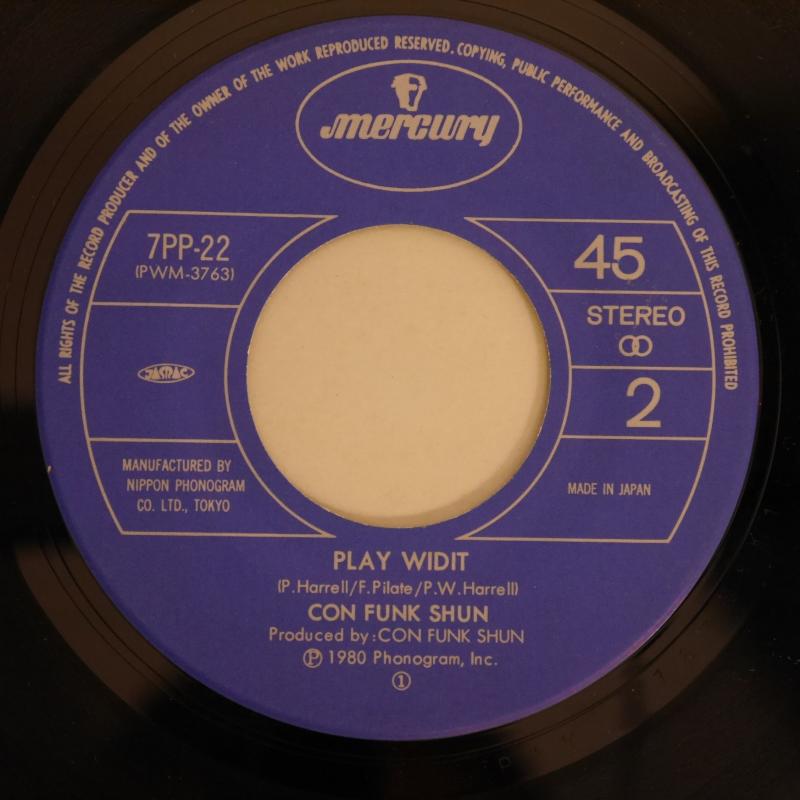 ALL RIGHTS OF THE RECORD PRODUCER AND OF THE OWNER OF THE WORK REPRODUCED RESERVED. COPYING, PUBLIC PERFORMANCE AND BROADCASTING OF THIS RECORD PROHIBITED
mercury
7PP-22
(PWM-3763)
JASRAC
MANUFACTURED BY
NIPPON PHONOGRAM
CO. LTD., TOKYO
45
STEREO
2
MADE IN JAPAN
PLAY WIDIT
(P.Harrell/F.Pilate/P.W.Harrell)
CON FUNK SHUN
Produced by:CON FUNK SHUN
Ⓟ 1980 Phonogram, Inc.
①